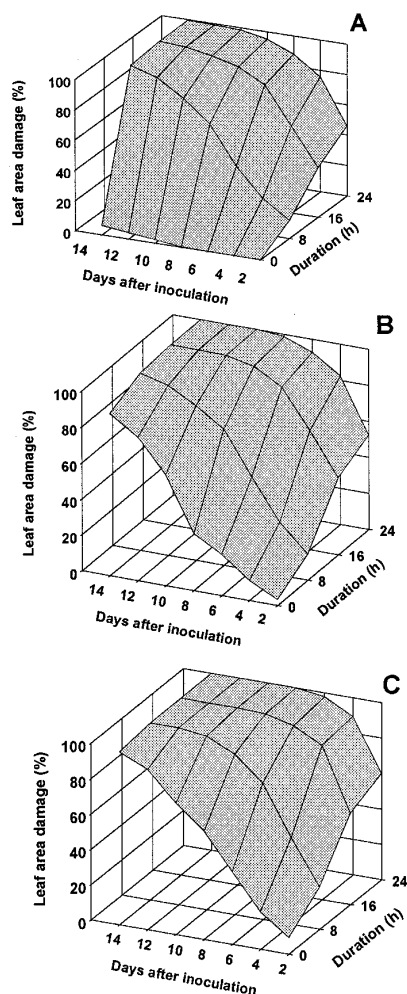 A
Leaf area damage (%)
100
80
60
40
20
0
14 12 10 8 6 4 2
Days after inoculation
0 8 16 24
Duration (h)
B
Leaf area damage (%)
100
80
60
40
20
0
14 12 10 8 6 4 2
Days after inoculation
0 8 16 24
Duration (h)
C
Leaf area damage (%)
100
80
60
40
20
0
14 12 10 8 6 4 2
Days after inoculation
0 8 16 24
Duration (h)